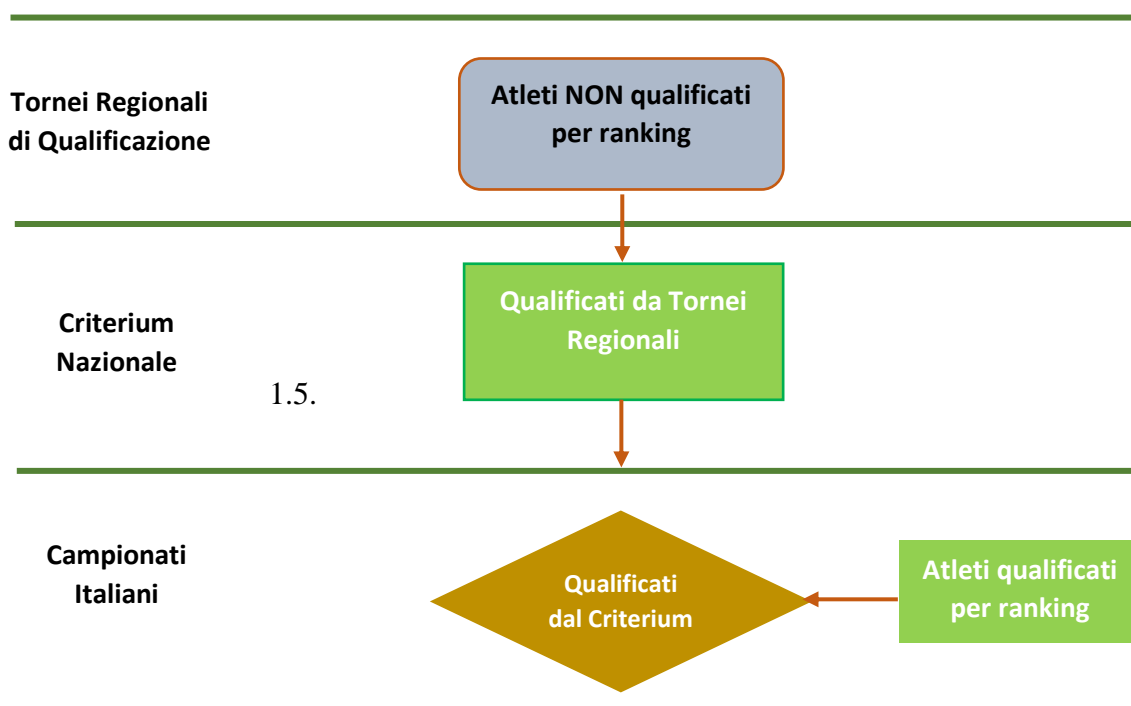 Tornei Regionali
di Qualificazione
Atleti NON qualificati
per ranking
Criterium
Nazionale
1.5.
Qualificati da Tornei
Regionali
Campionati
Italiani
Qualificati
dal Criterium
Atleti qualificati
per ranking